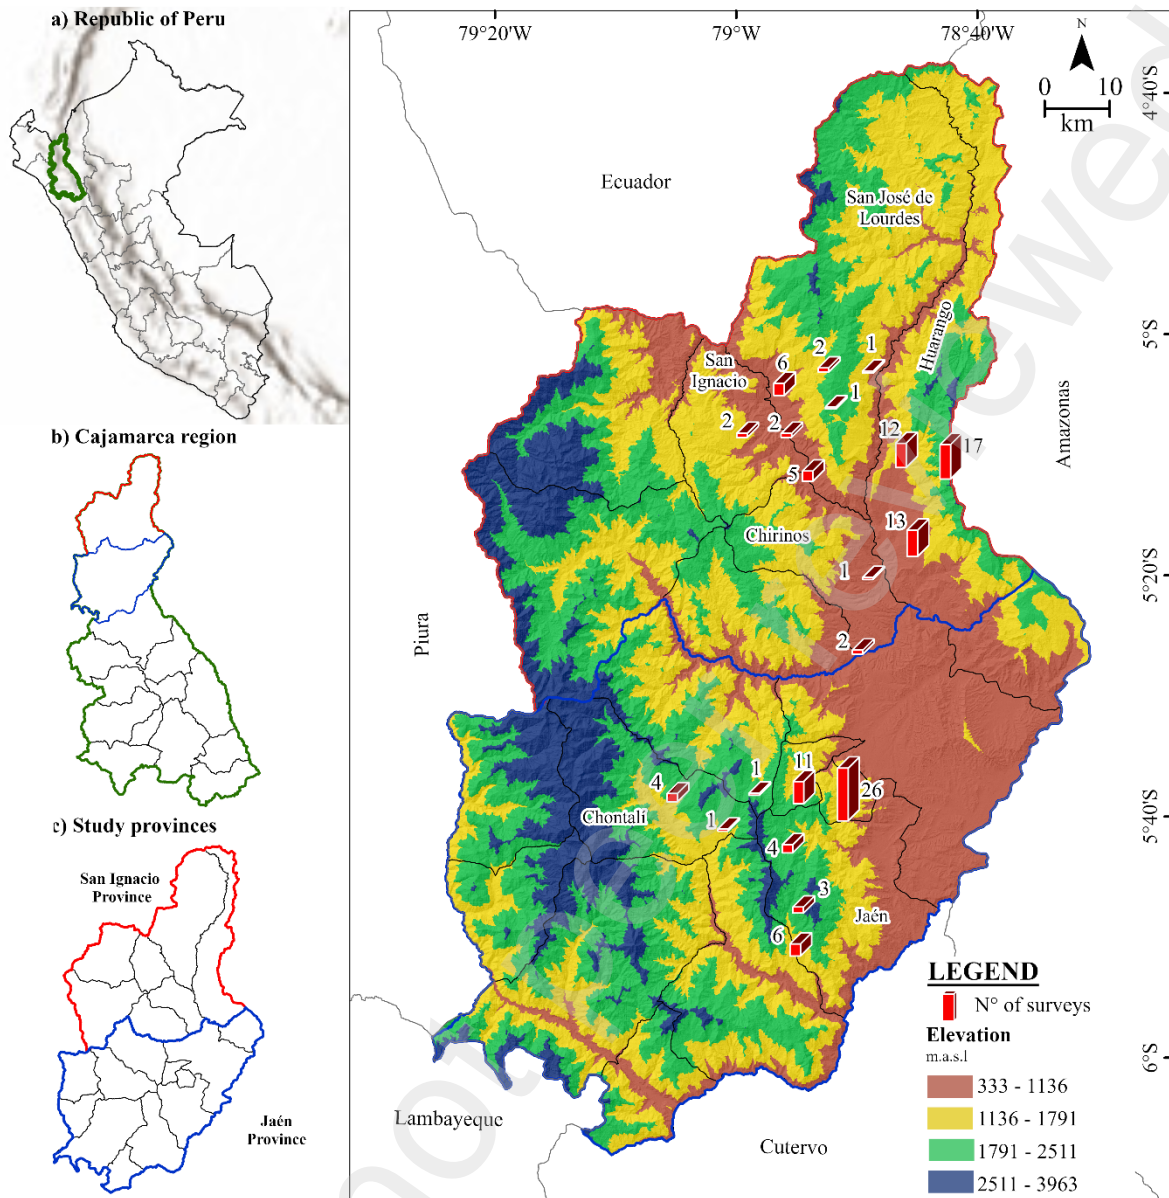 a) Republic of Peru
b) Cajamarca region
c) Study provinces
San Ignacio
Province
Jaén
Province
79°20'W
79°W
78°40'W
N
0 10
km
4°40'S
5°S
5°20'S
5°40'S
6°S
Ecuador
San José de
Lourdes
Huarango
San
Ignacio
Amazonas
6
2
1
1
2
2
5
12
17
13
Chirinos
1
2
Piura
4
1
11
26
Chontalí
1
4
3
6
Jaén
Lambayeque
Cutervo
LEGEND
N° of surveys
Elevation
m.a.s.l
333 - 1136
1136 - 1791
1791 - 2511
2511 - 3963